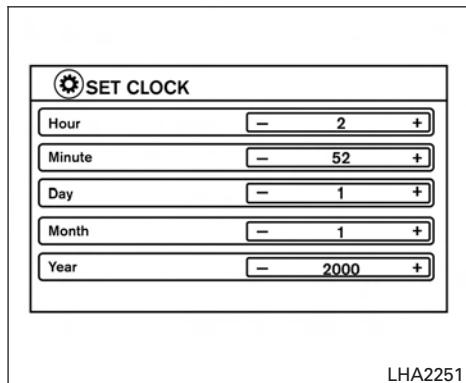 SET CLOCK
Hour – 2 +
Minute – 52 +
Day – 1 +
Month – 1 +
Year – 2000 +
LHA2251